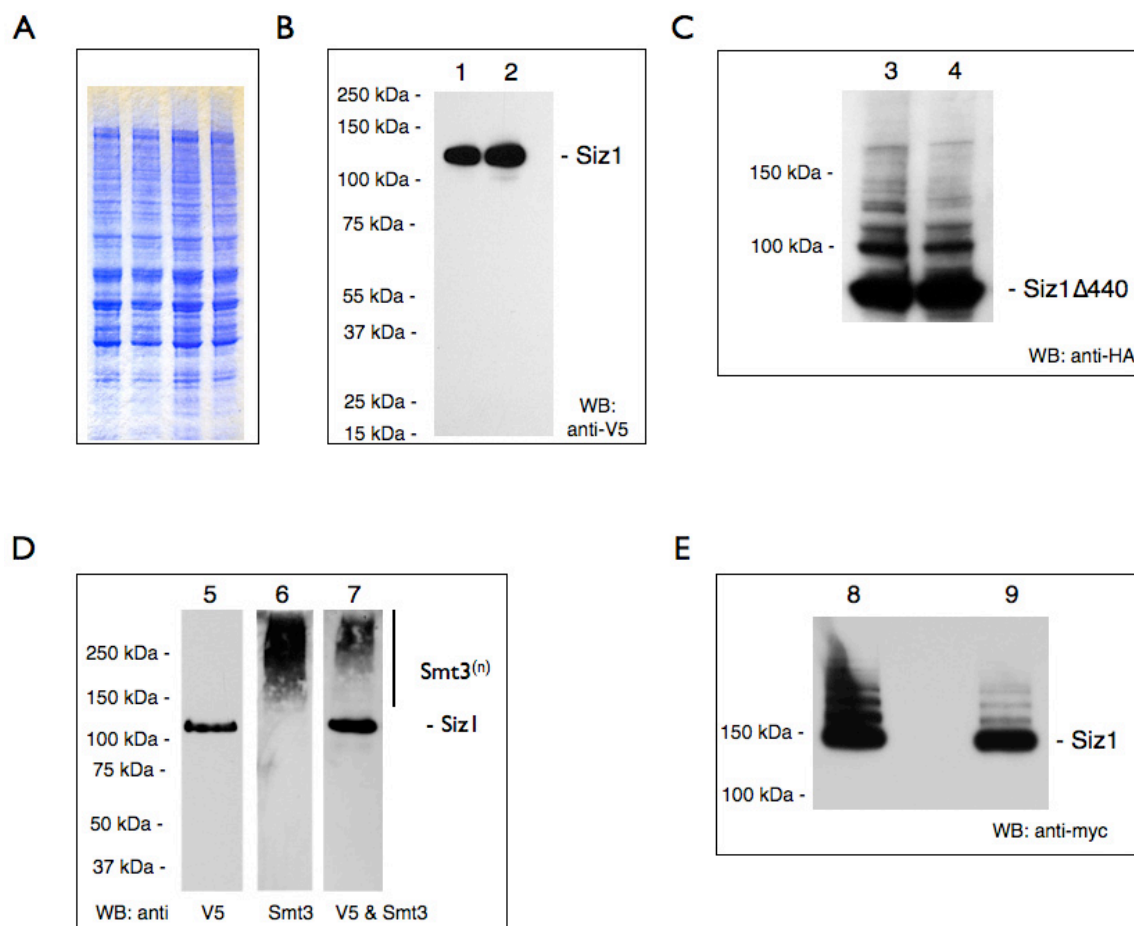 A
B
1 2
250 kDa -
150 kDa -
- Siz1
100 kDa -
75 kDa -
55 kDa -
37 kDa -
25 kDa -
15 kDa -
WB:
anti-V5
C
3 4
150 kDa -
100 kDa -
- Siz1Δ440
WB: anti-HA
D
5 6 7
250 kDa -
Smt3(n)
150 kDa -
- Siz1
100 kDa -
75 kDa -
50 kDa -
37 kDa -
WB: anti V5 Smt3 V5 & Smt3
E
8 9
150 kDa -
- Siz1
100 kDa -
WB: anti-myc